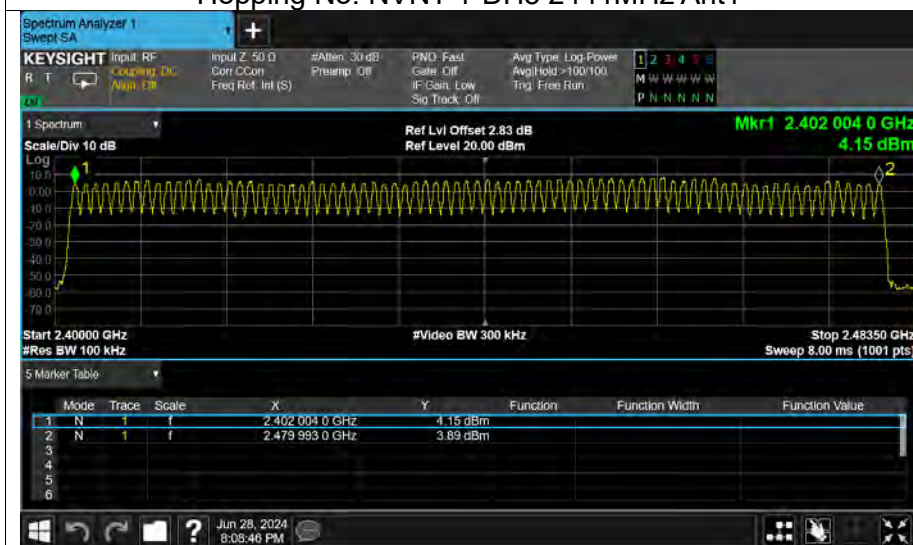 Spectrum Analyzer 1
Swept SA
+
KEYSIGHT Input: RF Input Z: 50 Ω #Atten: 30 dB PNO: Fast Avg Type: Log-Power 1 2 3 4 5 6
R T Coupling: DC Corr CCorr Preamp: Off Gate: Off Avg|Hold:>100/100 M W W W W W
Align: Off Freq Ref: Int (S) IF Gain: Low Trig: Free Run
Sig Track: Off P N N N N N
1 Spectrum Ref Lvl Offset 2.83 dB Mkr1 2.402 004 0 GHz
Scale/Div 10 dB Ref Level 20.00 dBm 4.15 dBm
Log
10.0
0.00
-10.0
-20.0
-30.0
-40.0
-50.0
-60.0
-70.0
1
2
Start 2.40000 GHz #Video BW 300 kHz Stop 2.48350 GHz
#Res BW 100 kHz Sweep 8.00 ms (1001 pts)
5 Marker Table
Mode Trace Scale X Y Function Function Width Function Value
1 N 1 f 2.402 004 0 GHz 4.15 dBm
2 N 1 f 2.479 993 0 GHz 3.89 dBm
3
4
5
6
? Jun 28, 2024
8:08:46 PM